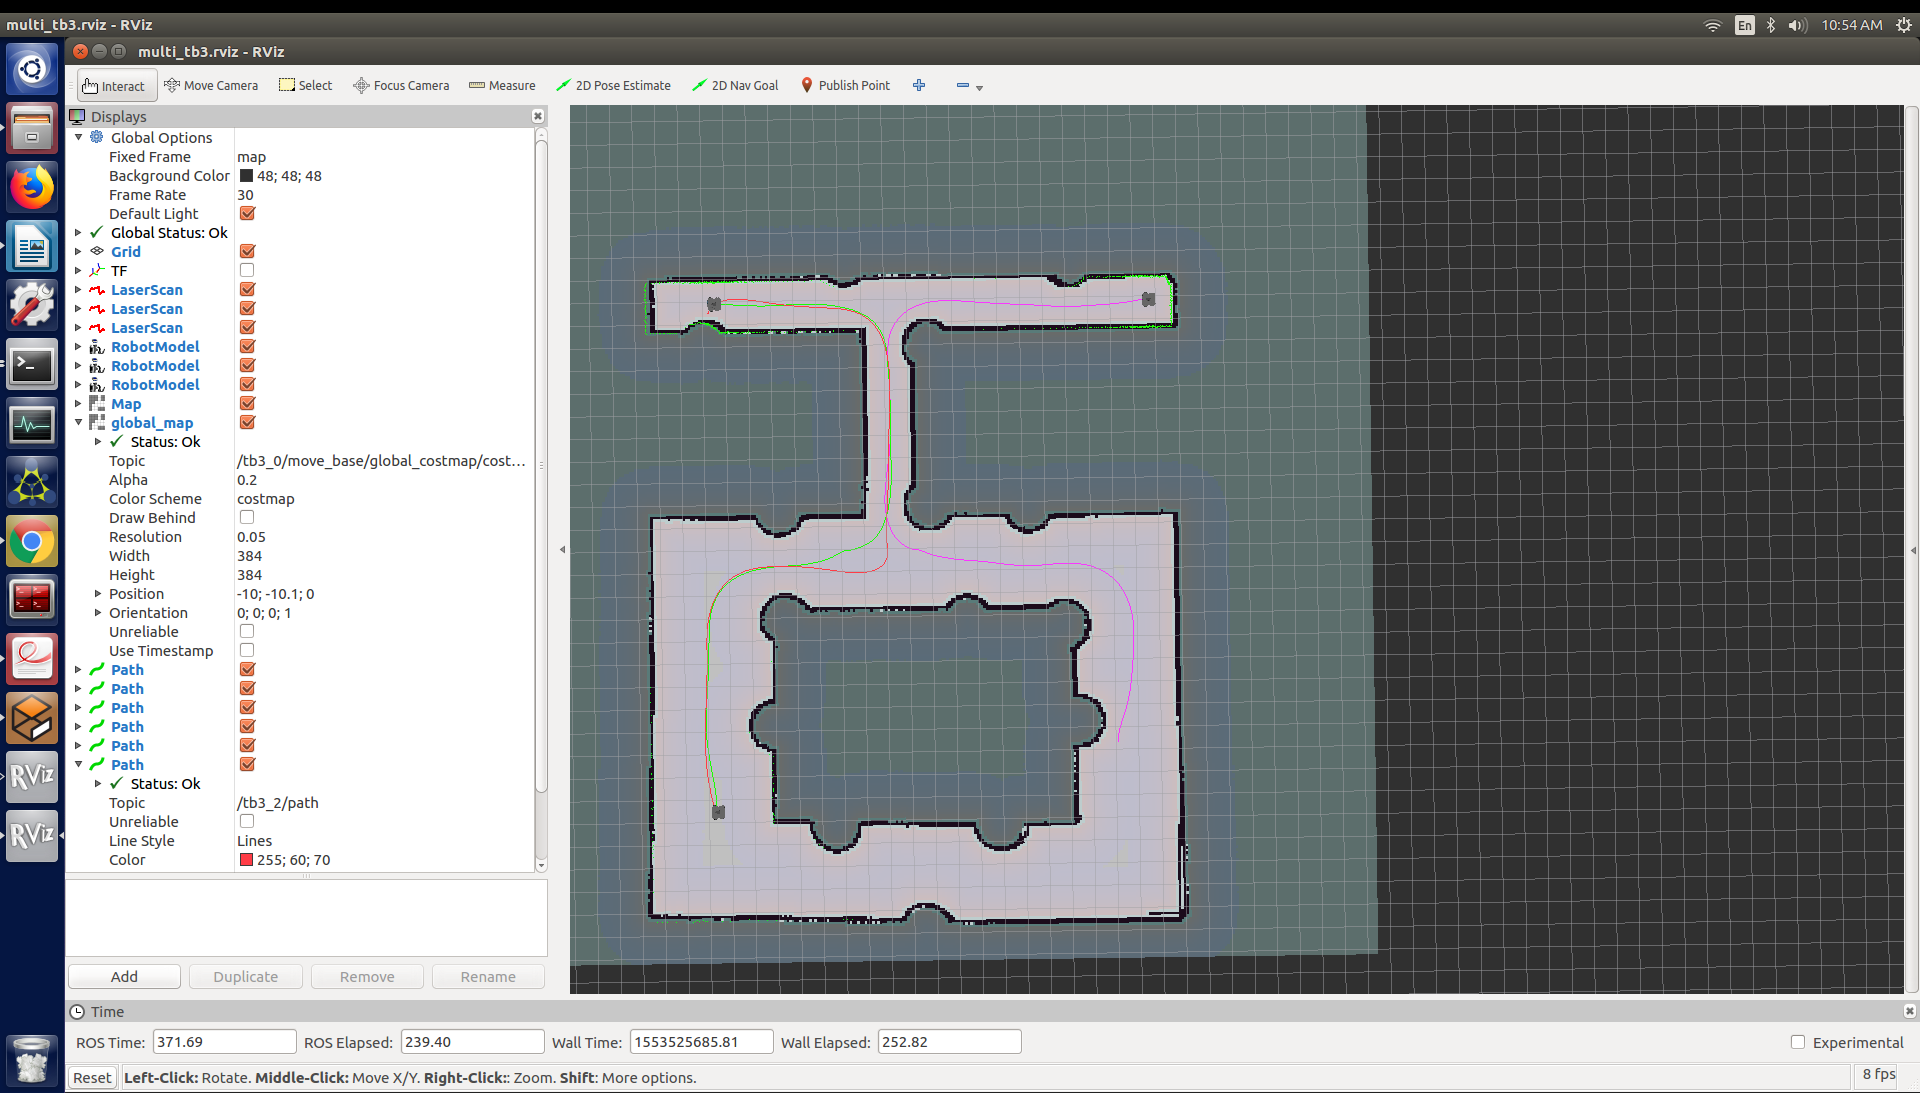 multi_tb3.rviz - RViz
En
10:54 AM
multi_tb3.rviz - RViz
Interact Move Camera Select Focus Camera Measure 2D Pose Estimate 2D Nav Goal Publish Point
Displays
Global Options
Fixed Frame map
Background Color 48; 48; 48
Frame Rate 30
Default Light
Global Status: Ok
Grid
TF
LaserScan
LaserScan
LaserScan
RobotModel
RobotModel
RobotModel
Map
global_map
Status: Ok
Topic /tb3_0/move_base/global_costmap/cost...
Alpha 0.2
Color Scheme costmap
Draw Behind
Resolution 0.05
Width 384
Height 384
Position -10; -10.1; 0
Orientation 0; 0; 0; 1
Unreliable
Use Timestamp
Path
Path
Path
Path
Path
Path
Status: Ok
Topic /tb3_2/path
Unreliable
Line Style Lines
Color 255; 60; 70
RViz
RViz
Add Duplicate Remove Rename
Time
ROS Time: 371.69 ROS Elapsed: 239.40 Wall Time: 1553525685.81 Wall Elapsed: 252.82 Experimental
Reset Left-Click: Rotate. Middle-Click: Move X/Y. Right-Click:: Zoom. Shift: More options. 8 fps